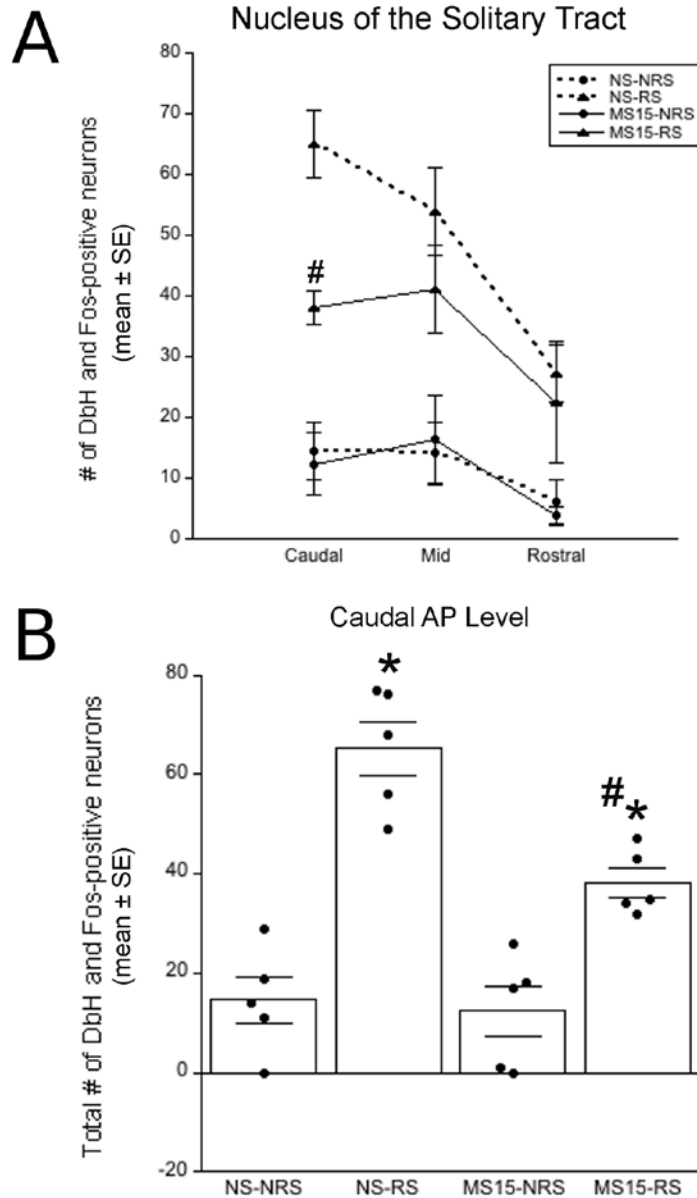 A
Nucleus of the Solitary Tract
NS-NRS
NS-RS
MS15-NRS
MS15-RS
# of DbH and Fos-positive neurons
(mean ± SE)
80
70
60
50
40
30
20
10
0
#
Caudal Mid Rostral
B
Caudal AP Level
Total # of DbH and Fos-positive neurons
(mean ± SE)
80
60
40
20
0
-20
*
#*
NS-NRS NS-RS MS15-NRS MS15-RS